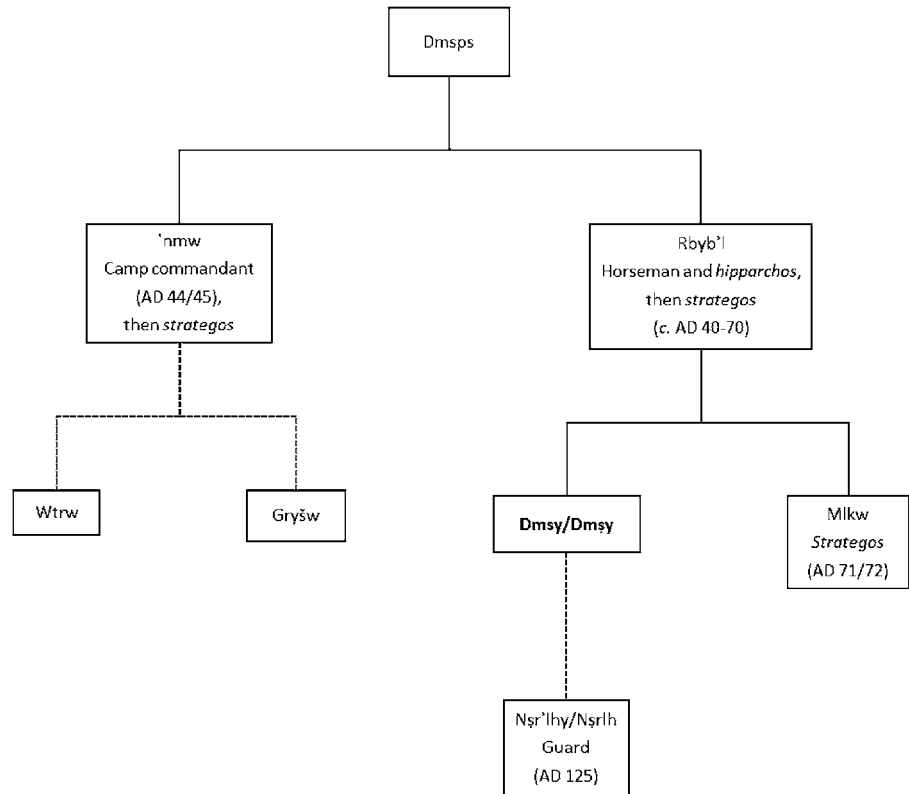 Dmsps
ʿnmw
Camp commandant
(AD 44/45),
then strategos
Rbybʾl
Horseman and hipparchos,
then strategos
(c. AD 40-70)
Wtrw
Gryšw
Dmsy/Dmṣy
Mlkw
Strategos
(AD 71/72)
Nṣrʾlhy/Nṣrlh
Guard
(AD 125)